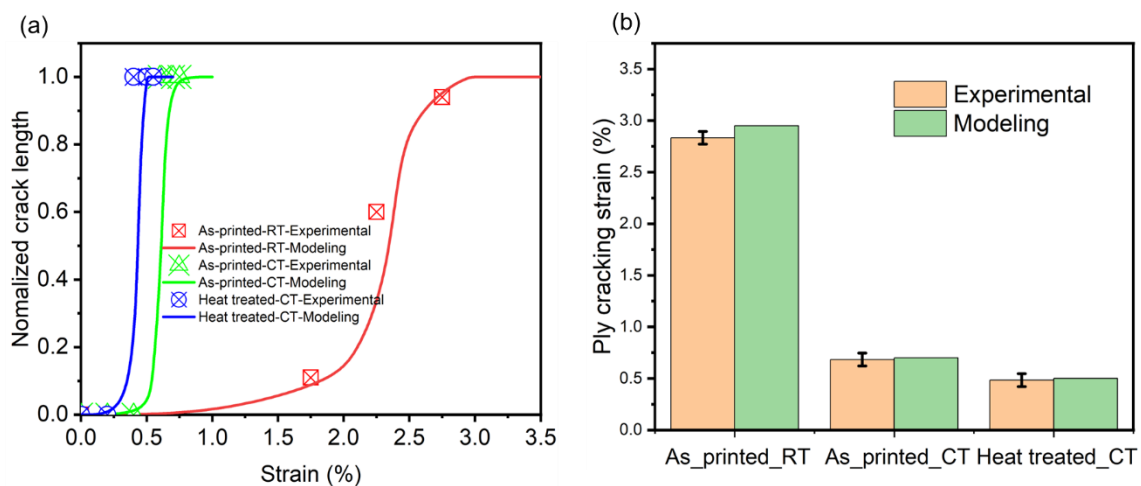 (a)
Nomalized crack length
1.0
0.8
0.6
0.4
0.2
0.0
As-printed-RT-Experimental
As-printed-RT-Modeling
As-printed-CT-Experimental
As-printed-CT-Modeling
Heat treated-CT-Experimental
Heat treated-CT-Modeling
0.0 0.5 1.0 1.5 2.0 2.5 3.0 3.5
Strain (%)
(b)
Ply cracking strain (%)
3.5
3.0
2.5
2.0
1.5
1.0
0.5
0.0
Experimental
Modeling
As_printed_RT As_printed_CT Heat treated_CT